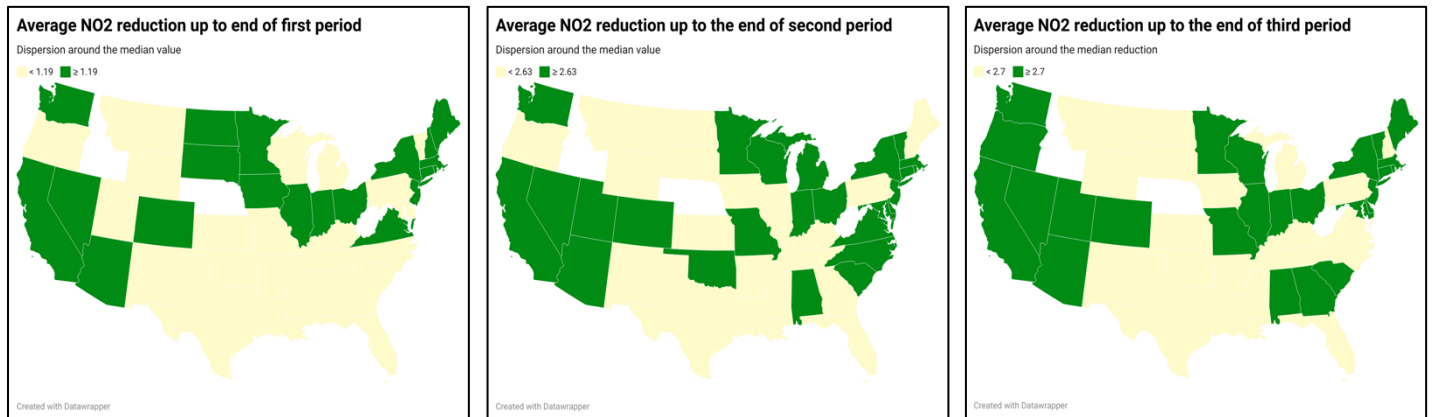 Average NO2 reduction up to end of first period
Dispersion around the median value
< 1.19 ≥ 1.19
Created with Datawrapper
Average NO2 reduction up to the end of second period
Dispersion around the median value
< 2.63 ≥ 2.63
Created with Datawrapper
Average NO2 reduction up to the end of third period
Dispersion around the median reduction
< 2.7 ≥ 2.7
Created with Datawrapper